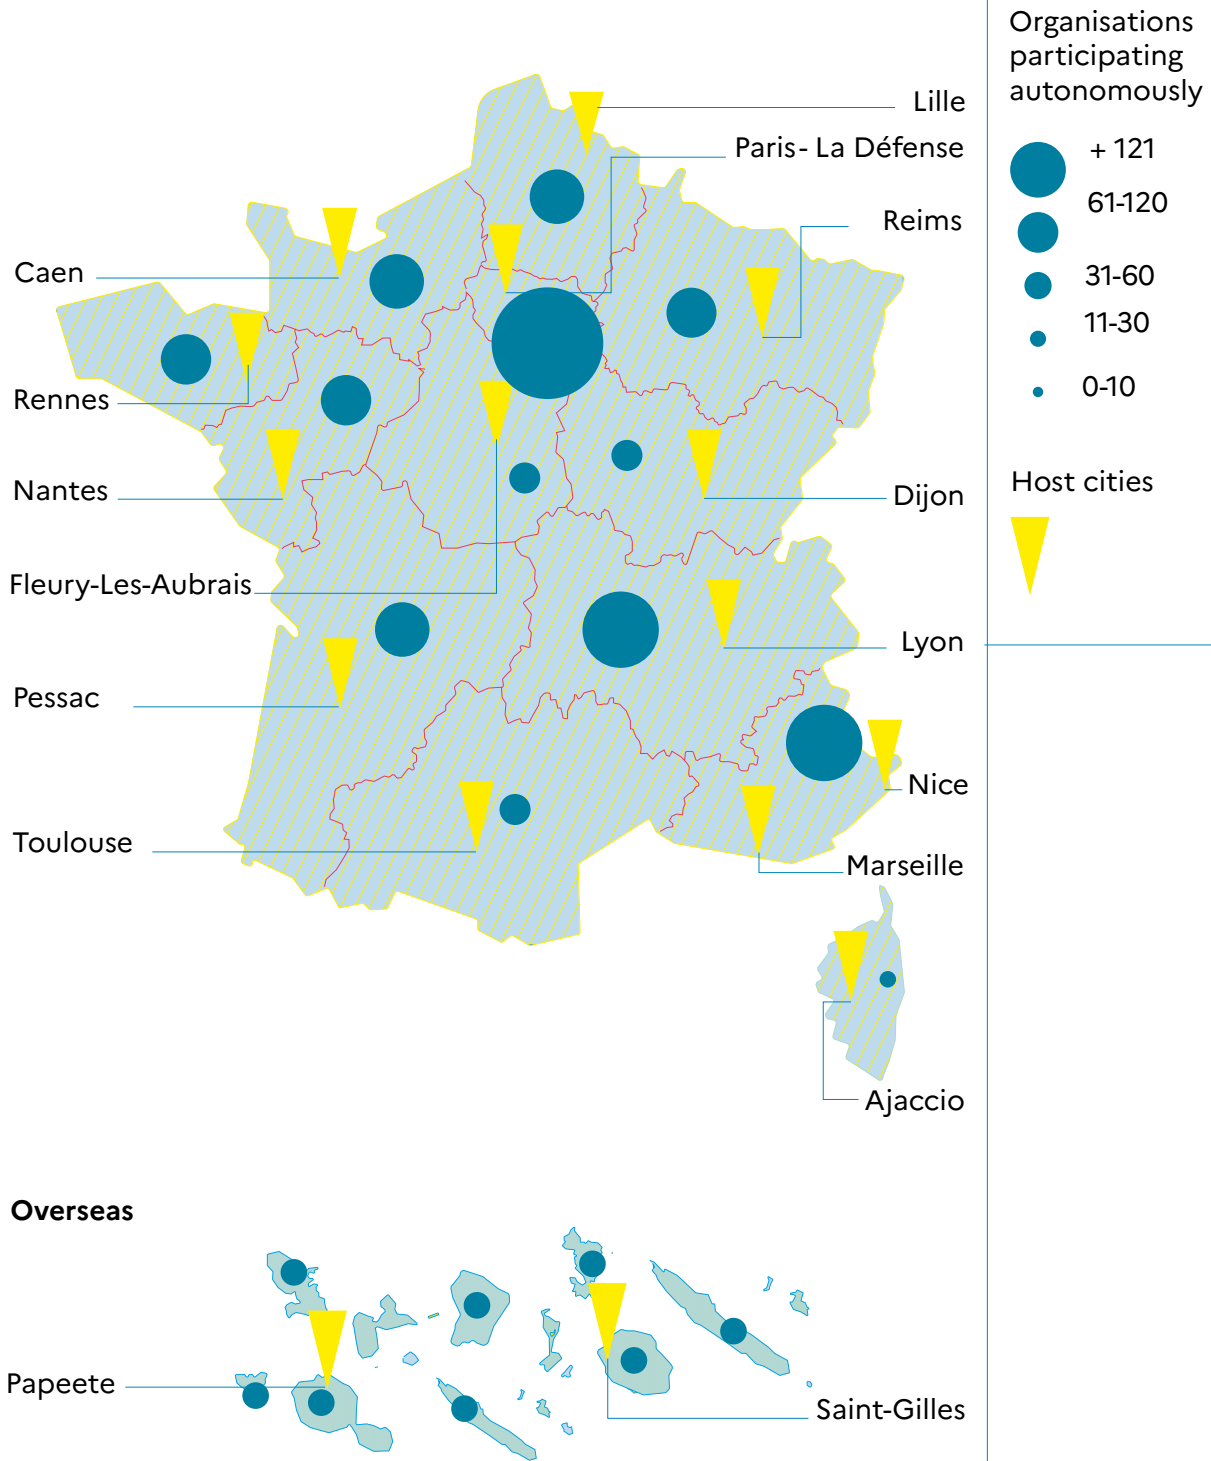 Organisations
participating
autonomously
+ 121
61-120
31-60
11-30
0-10
Host cities
Lille
Paris- La Défense
Reims
Caen
Rennes
Nantes
Dijon
Fleury-Les-Aubrais
Lyon
Pessac
Nice
Toulouse
Marseille
Ajaccio
Overseas
Papeete
Saint-Gilles